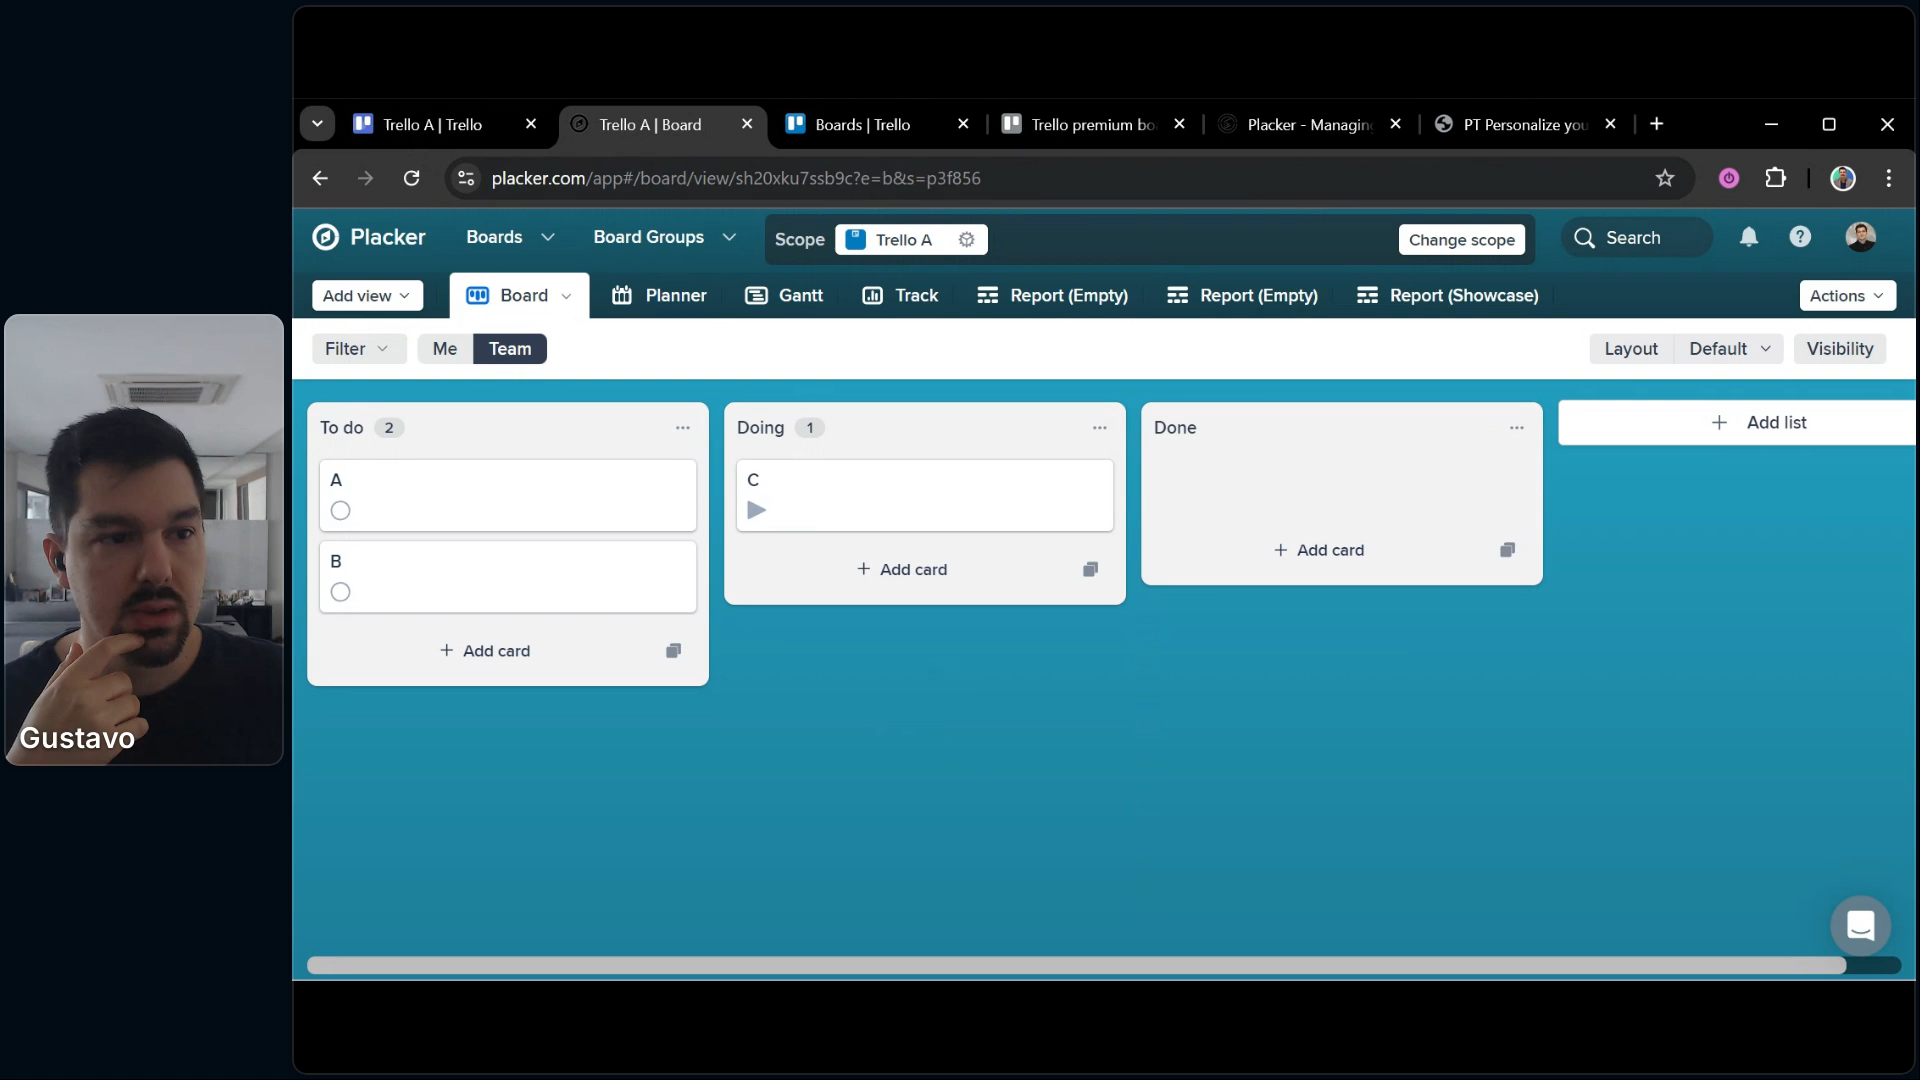 Trello A | Trello
Trello A | Board
Boards | Trello
Trello premium bo
Placker - Managin
PT Personalize you
placker.com/app#/board/view/sh20xku7ssb9c?e=b&s=p3f856
Placker
Boards
Board Groups
Scope
Trello A
Change scope
Search
Add view
Board
Planner
Gantt
Track
Report (Empty)
Report (Empty)
Report (Showcase)
Actions
Filter
Me
Team
Layout
Default
Visibility
To do 2
A
B
+ Add card
Doing 1
C
+ Add card
Done
+ Add card
+ Add list
Gustavo